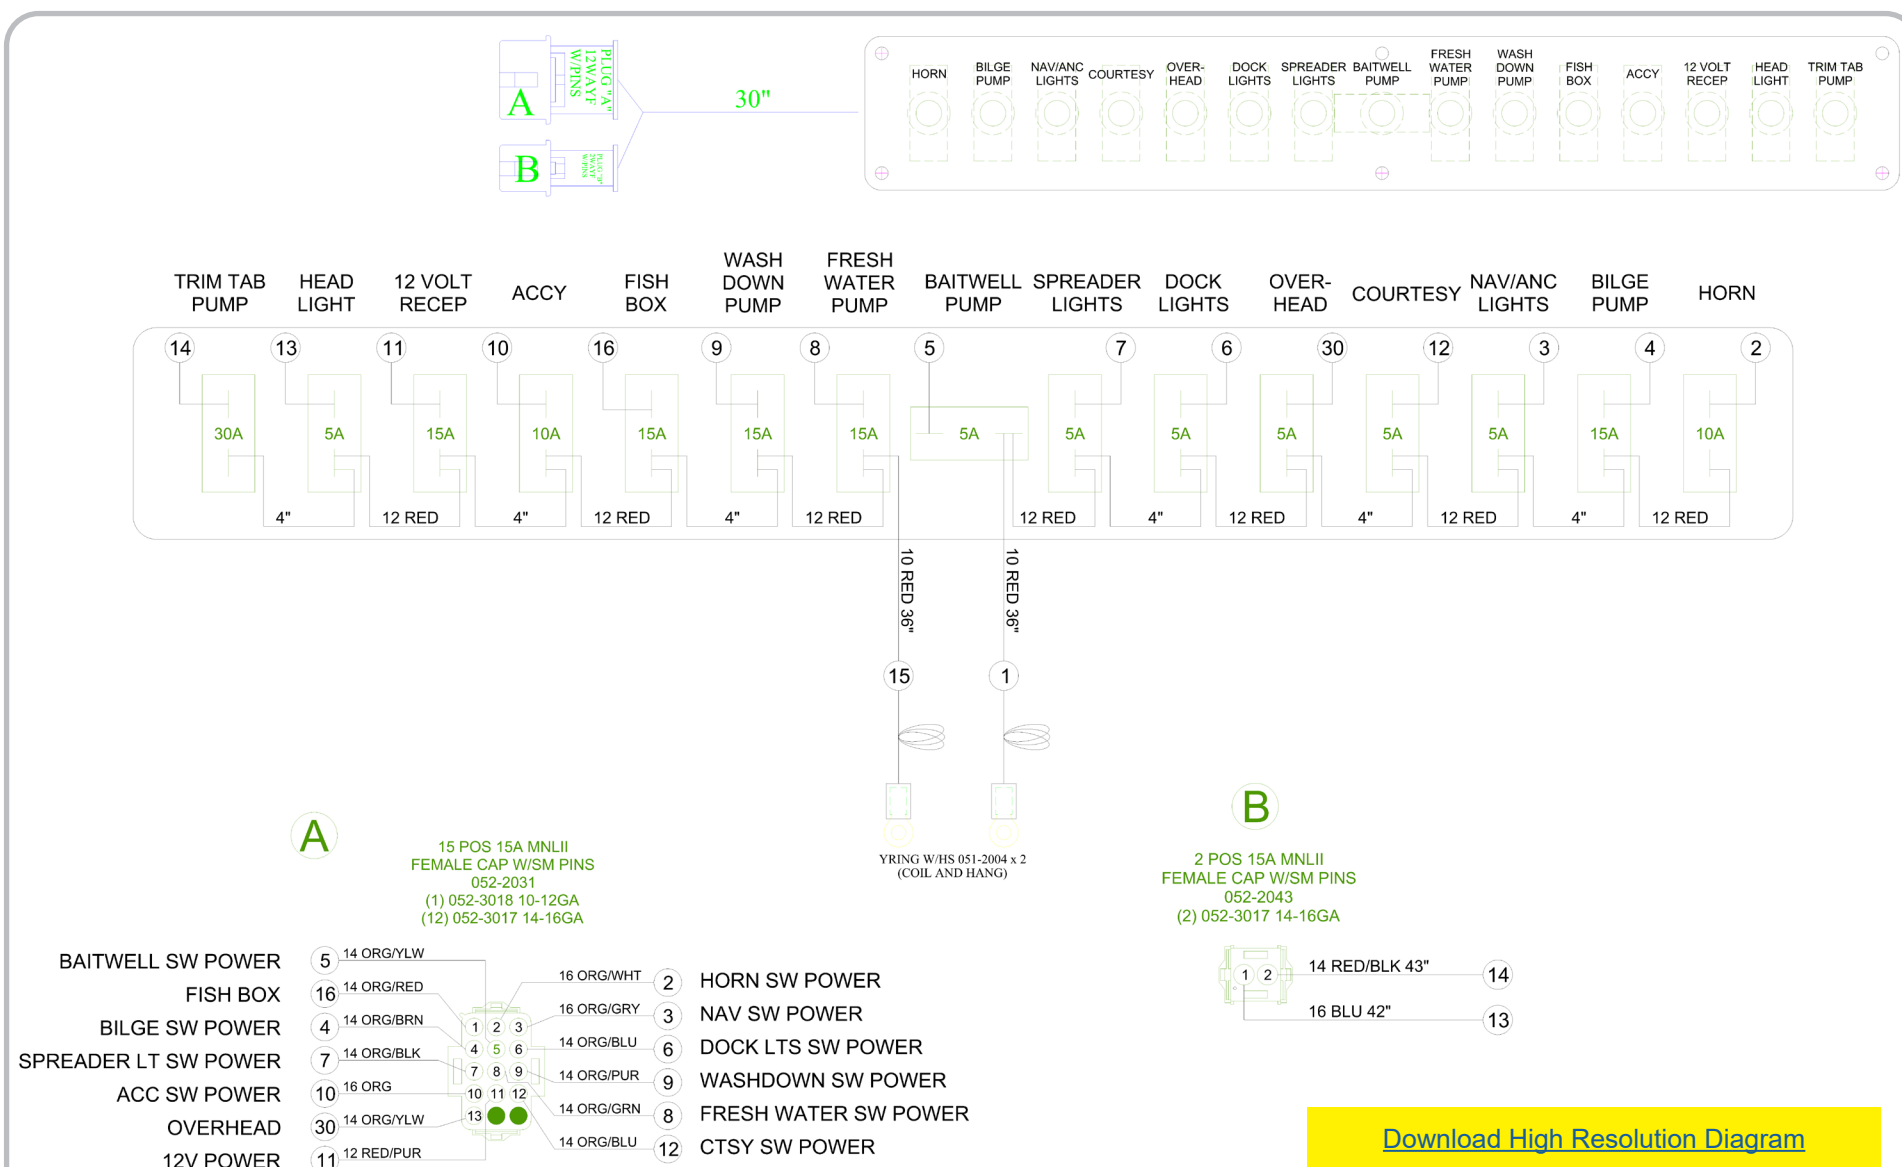 A
PLUG "A"
12WAYF
W/PINS
B
PLUG "B"
2WAYF
W/PINS
30"
HORN
BILGE
PUMP
NAV/ANC
LIGHTS
COURTESY
OVER-
HEAD
DOCK
LIGHTS
SPREADER
LIGHTS
BAITWELL
PUMP
FRESH
WATER
PUMP
WASH
DOWN
PUMP
FISH
BOX
ACCY
12 VOLT
RECEP
HEAD
LIGHT
TRIM TAB
PUMP
TRIM TAB
PUMP
HEAD
LIGHT
12 VOLT
RECEP
ACCY
FISH
BOX
WASH
DOWN
PUMP
FRESH
WATER
PUMP
BAITWELL
PUMP
SPREADER
LIGHTS
DOCK
LIGHTS
OVER-
HEAD
COURTESY
NAV/ANC
LIGHTS
BILGE
PUMP
HORN
14 13 11 10 16 9 8 5 7 6 30 12 3 4 2
30A 5A 15A 10A 15A 15A 15A 5A 5A 5A 5A 5A 5A 15A 10A
4" 12 RED 4" 12 RED 4" 12 RED 12 RED 4" 12 RED 4" 12 RED 4" 12 RED
10 RED 36"
10 RED 36"
15
1
YRING W/HS 051-2004 x 2
(COIL AND HANG)
A
15 POS 15A MNLII
FEMALE CAP W/SM PINS
052-2031
(1) 052-3018 10-12GA
(12) 052-3017 14-16GA
BAITWELL SW POWER 5 14 ORG/YLW
FISH BOX 16 14 ORG/RED
BILGE SW POWER 4 14 ORG/BRN
SPREADER LT SW POWER 7 14 ORG/BLK
ACC SW POWER 10 16 ORG
OVERHEAD 30 14 ORG/YLW
12V POWER 11 12 RED/PUR
1 2 3
4 5 6
7 8 9
10 11 12
13
16 ORG/WHT 2 HORN SW POWER
16 ORG/GRY 3 NAV SW POWER
14 ORG/BLU 6 DOCK LTS SW POWER
14 ORG/PUR 9 WASHDOWN SW POWER
14 ORG/GRN 8 FRESH WATER SW POWER
14 ORG/BLU 12 CTSY SW POWER
B
2 POS 15A MNLII
FEMALE CAP W/SM PINS
052-2043
(2) 052-3017 14-16GA
1 2
14 RED/BLK 43" 14
16 BLU 42" 13
Download High Resolution Diagram